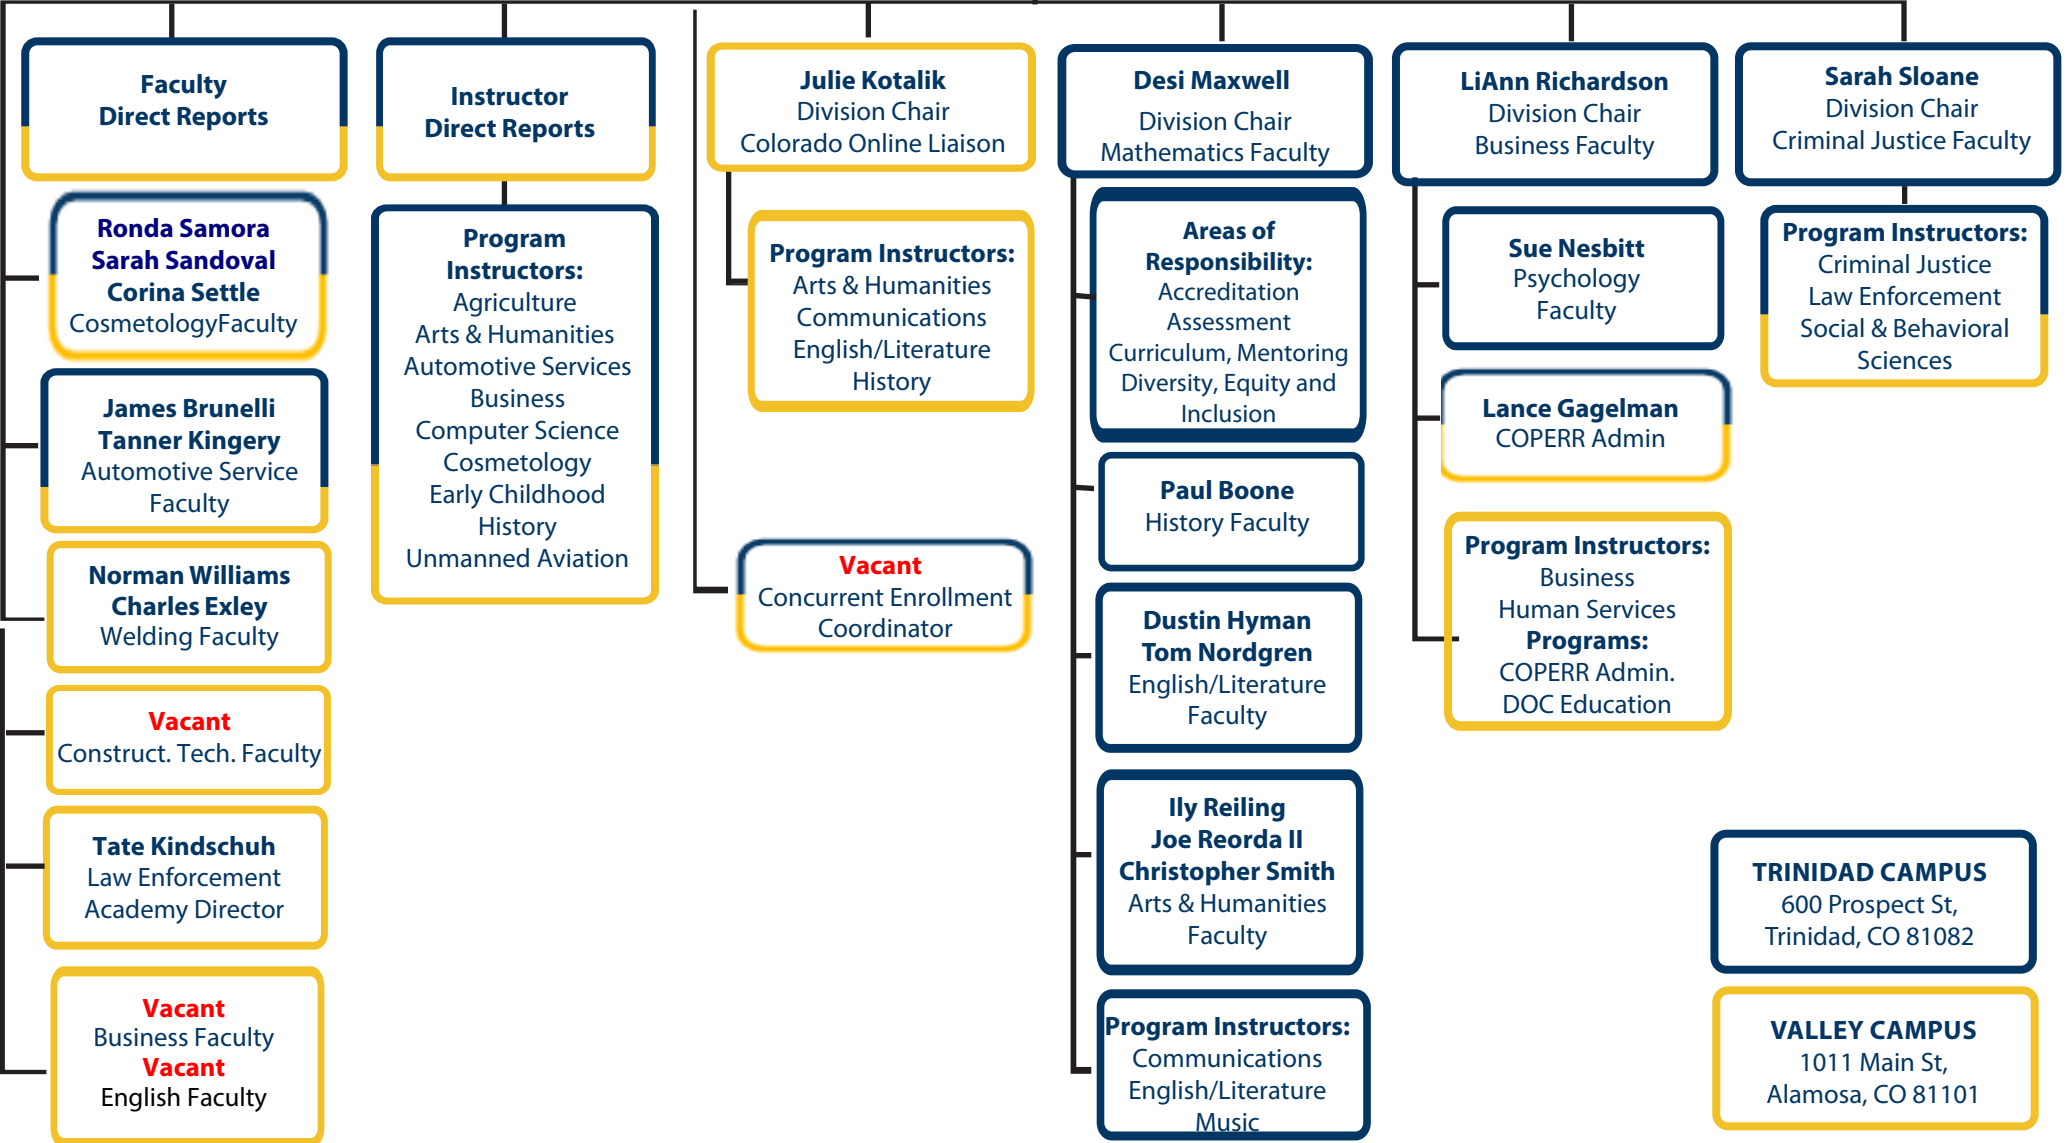 Faculty
Direct Reports
Ronda Samora
Sarah Sandoval
Corina Settle
CosmetologyFaculty
James Brunelli
Tanner Kingery
Automotive Service
Faculty
Norman Williams
Charles Exley
Welding Faculty
Vacant
Construct. Tech. Faculty
Tate Kindschuh
Law Enforcement
Academy Director
Vacant
Business Faculty
Vacant
English Faculty
Instructor
Direct Reports
Program
Instructors:
Agriculture
Arts & Humanities
Automotive Services
Business
Computer Science
Cosmetology
Early Childhood
History
Unmanned Aviation
Julie Kotalik
Division Chair
Colorado Online Liaison
Program Instructors:
Arts & Humanities
Communications
English/Literature
History
Vacant
Concurrent Enrollment
Coordinator
Desi Maxwell
Division Chair
Mathematics Faculty
Areas of
Responsibility:
Accreditation
Assessment
Curriculum, Mentoring
Diversity, Equity and
Inclusion
Paul Boone
History Faculty
Dustin Hyman
Tom Nordgren
English/Literature
Faculty
Ily Reiling
Joe Reorda II
Christopher Smith
Arts & Humanities
Faculty
Program Instructors:
Communications
English/Literature
Music
LiAnn Richardson
Division Chair
Business Faculty
Sue Nesbitt
Psychology
Faculty
Lance Gagelman
COPERR Admin
Program Instructors:
Business
Human Services
Programs:
COPERR Admin.
DOC Education
Sarah Sloane
Division Chair
Criminal Justice Faculty
Program Instructors:
Criminal Justice
Law Enforcement
Social & Behavioral
Sciences
TRINIDAD CAMPUS
600 Prospect St,
Trinidad, CO 81082
VALLEY CAMPUS
1011 Main St,
Alamosa, CO 81101